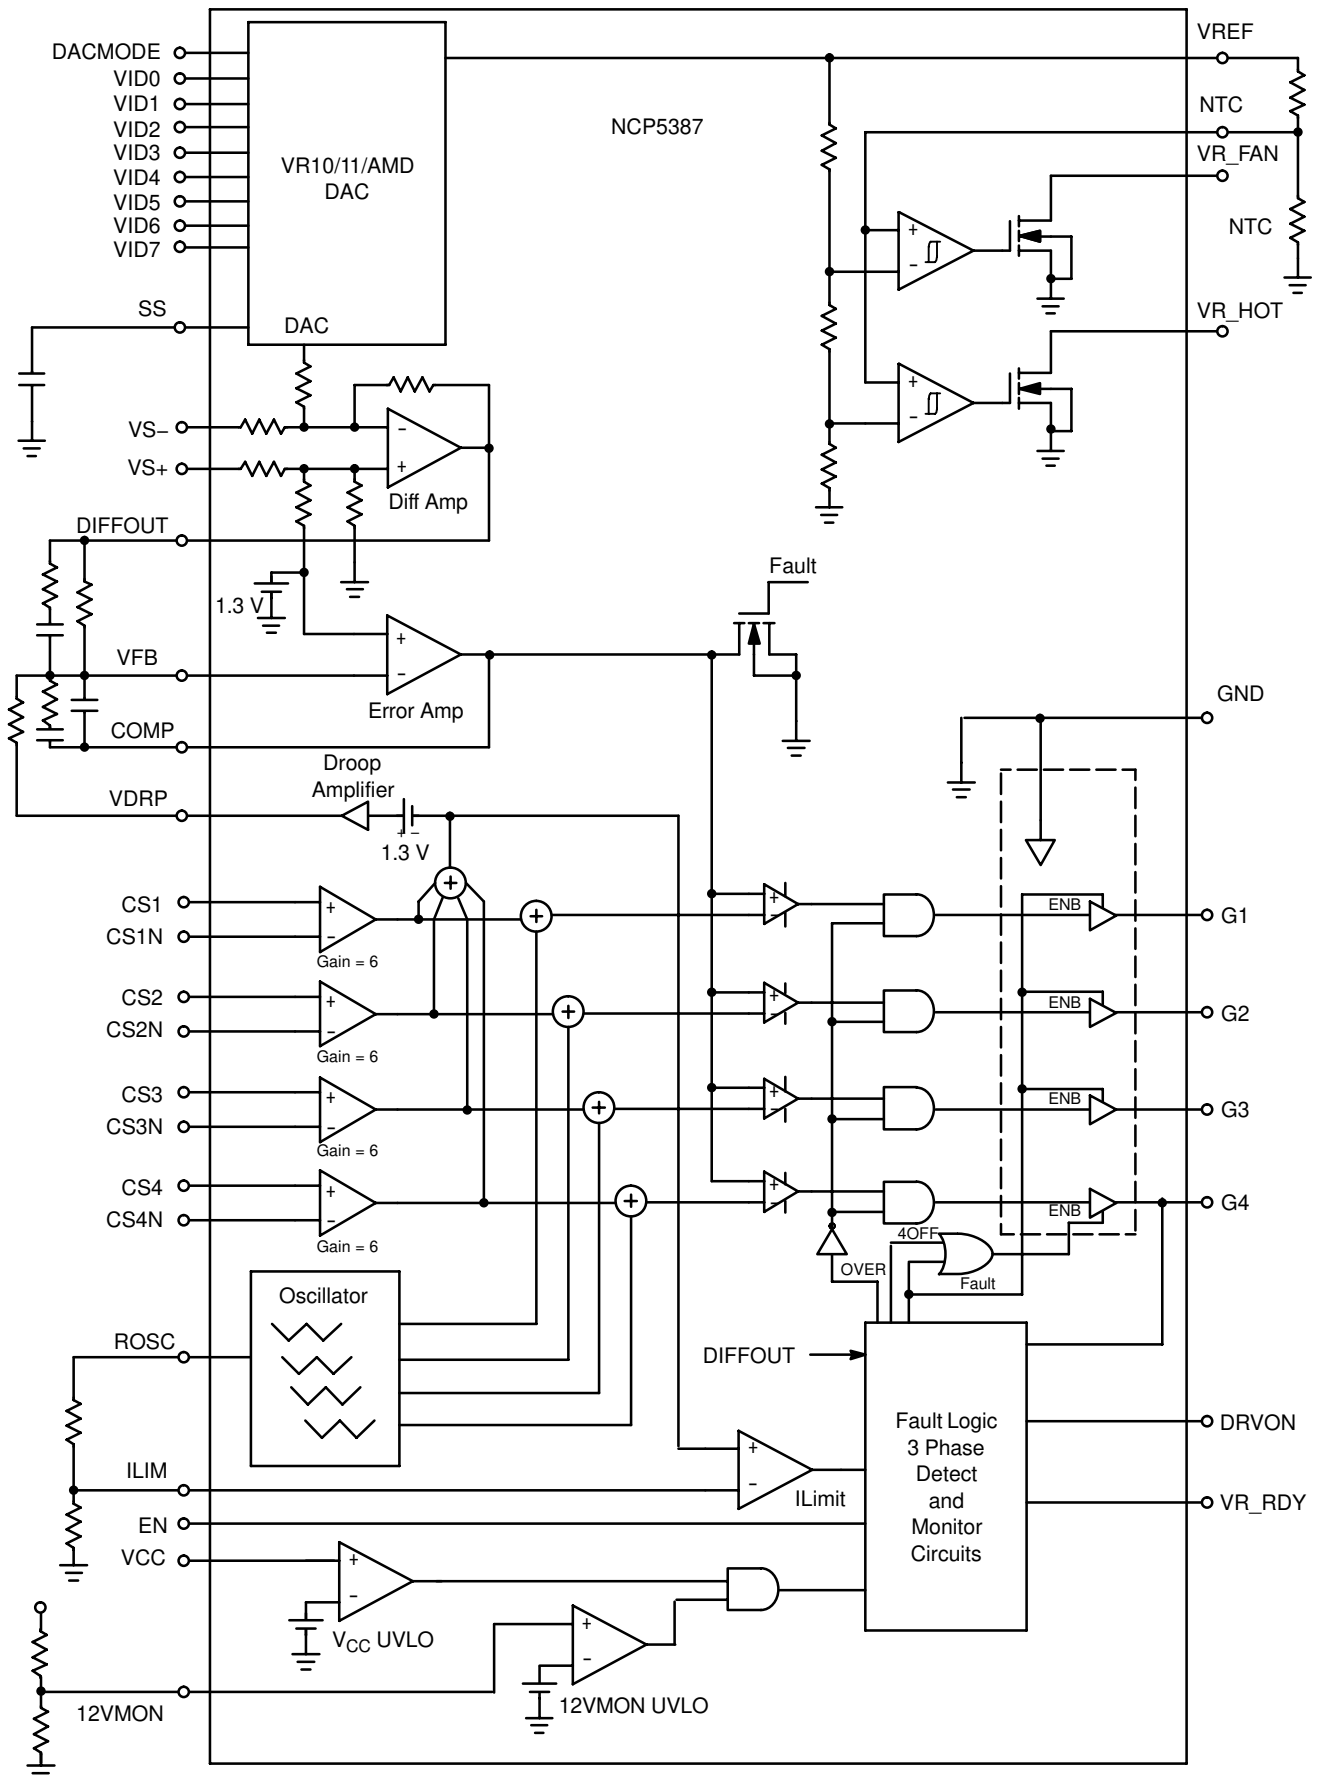 VREF
DACMODE
VID0
VID1
VID2
VID3
VID4
VID5
VID6
VID7
VR10/11/AMD
DAC
NCP5387
NTC
VR_FAN
NTC
SS
DAC
VR_HOT
+
−
+
−
VS−
VS+
−
+
Diff Amp
DIFFOUT
1.3 V
Fault
VFB
+
−
Error Amp
COMP
GND
Droop
Amplifier
VDRP
+ −
1.3 V
+
CS1
CS1N
+
−
Gain = 6
+
+
−
ENB
G1
CS2
CS2N
+
−
Gain = 6
+
+
−
ENB
G2
CS3
CS3N
+
−
Gain = 6
+
+
−
ENB
G3
CS4
CS4N
+
−
Gain = 6
+
+
−
ENB
G4
4OFF
OVER
Fault
Oscillator
ROSC
DIFFOUT
Fault Logic
3 Phase
Detect
and
Monitor
Circuits
DRVON
ILIM
+
−
ILimit
VR_RDY
EN
VCC
+
−
VCC UVLO
+
−
12VMON UVLO
12VMON